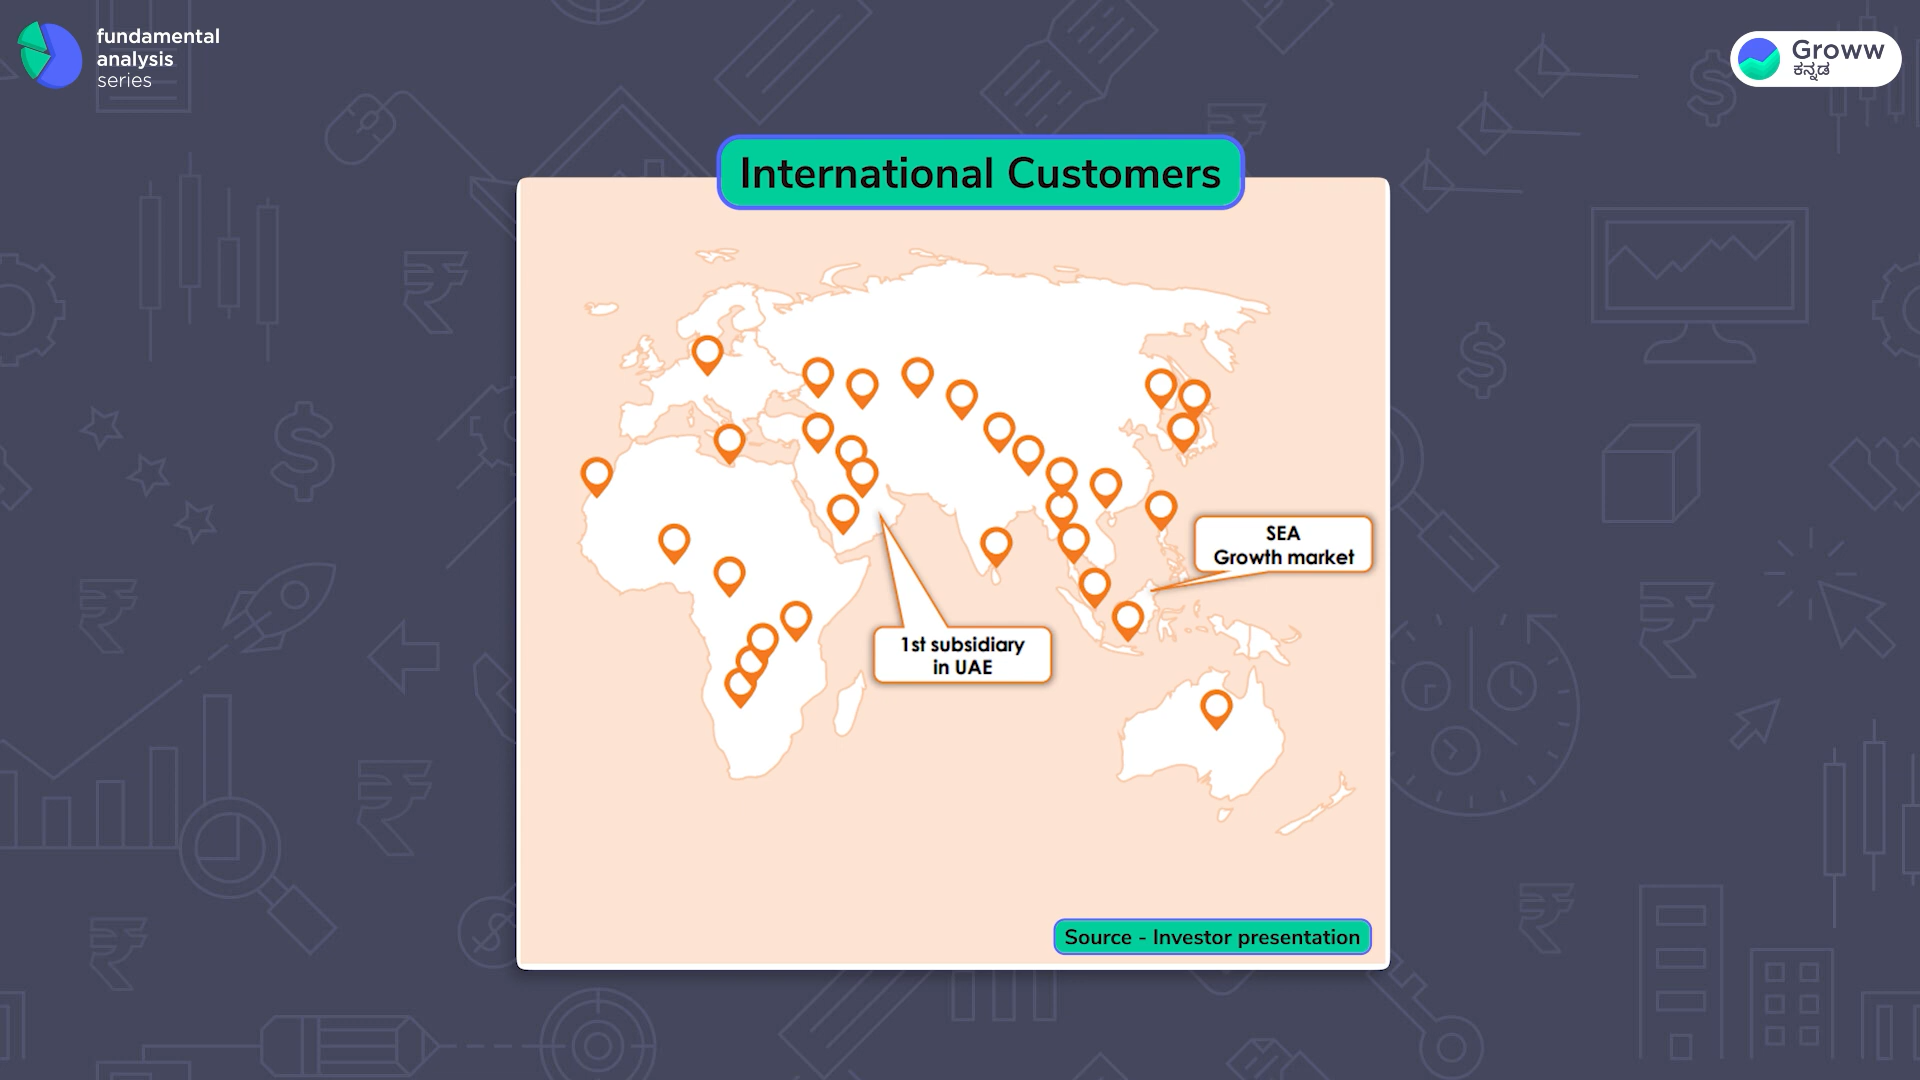 fundamental
analysis
series
Groww
ಕನ್ನಡ
International Customers
SEA
Growth market
1st subsidiary
in UAE
Source - Investor presentation